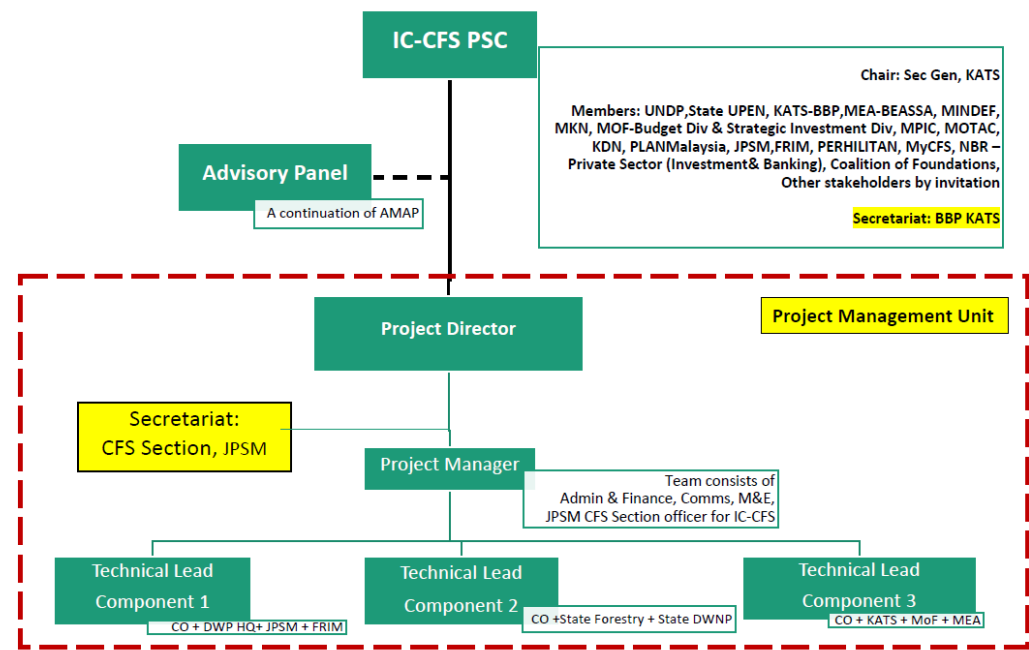 IC-CFS PSC
Chair: Sec Gen, KATS
Members: UNDP,State UPEN, KATS-BBP,MEA-BEASSA, MINDEF,
MKN, MOF-Budget Div & Strategic Investment Div, MPIC, MOTAC,
KDN, PLANMalaysia, JPSM,FRIM, PERHILITAN, MyCFS, NBR –
Private Sector (Investment& Banking), Coalition of Foundations,
Other stakeholders by invitation
Secretariat: BBP KATS
Advisory Panel
A continuation of AMAP
Project Director
Project Management Unit
Secretariat:
CFS Section, JPSM
Project Manager
Team consists of
Admin & Finance, Comms, M&E,
JPSM CFS Section officer for IC-CFS
Technical Lead
Component 1
CO + DWP HQ+ JPSM + FRIM
Technical Lead
Component 2
CO +State Forestry + State DWNP
Technical Lead
Component 3
CO + KATS + MoF + MEA